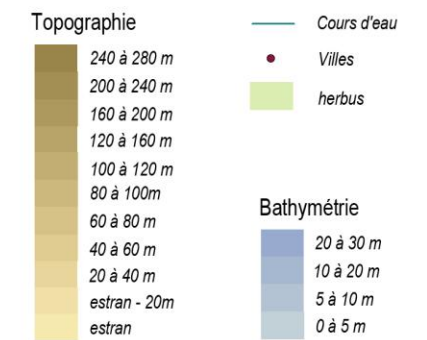 Topographie
240 à 280 m
200 à 240 m
160 à 200 m
120 à 160 m
100 à 120 m
80 à 100m
60 à 80 m
40 à 60 m
20 à 40 m
estran - 20m
estran
Cours d'eau
Villes
herbus
Bathymétrie
20 à 30 m
10 à 20 m
5 à 10 m
0 à 5 m